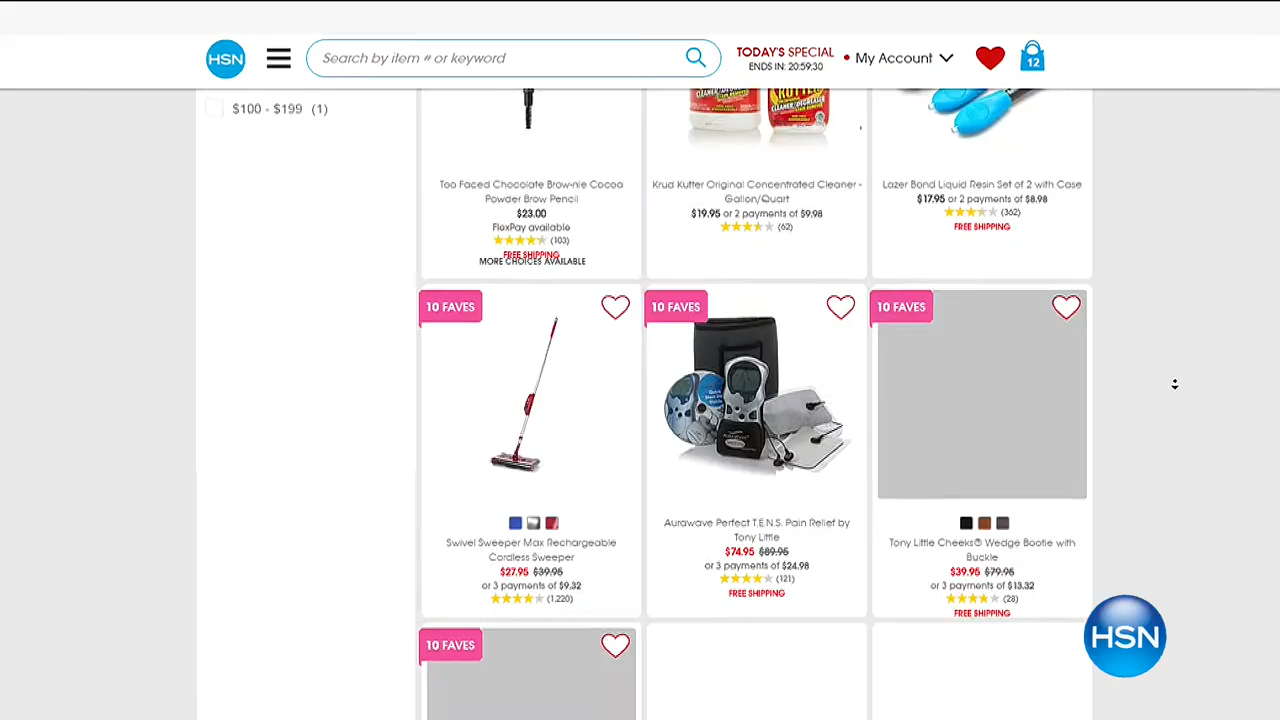 HSN
Search by item # or keyword
TODAY'S SPECIAL
ENDS IN: 20:59:30
My Account
12
$100 - $199 (1)
KUTTER
CLEANER/DEGREASER
CLEANER/DEGREASER
Too Faced Chocolate Brow-nie Cocoa
Powder Brow Pencil
$23.00
FlexPay available
(103)
FREE SHIPPING
MORE CHOICES AVAILABLE
Krud Kutter Original Concentrated Cleaner -
Gallon/Quart
$19.95 or 2 payments of $9.98
(62)
Lazer Bond Liquid Resin Set of 2 with Case
$17.95 or 2 payments of $8.98
(362)
FREE SHIPPING
10 FAVES
10 FAVES
10 FAVES
Swivel Sweeper Max Rechargeable
Cordless Sweeper
$27.95 $39.95
or 3 payments of $9.32
(1,220)
Aurawave Perfect T.E.N.S. Pain Relief by
Tony Little
$74.95 $89.95
or 3 payments of $24.98
(121)
FREE SHIPPING
Tony Little Cheeks® Wedge Bootie with
Buckle
$39.95 $79.95
or 3 payments of $13.32
(28)
FREE SHIPPING
10 FAVES
HSN